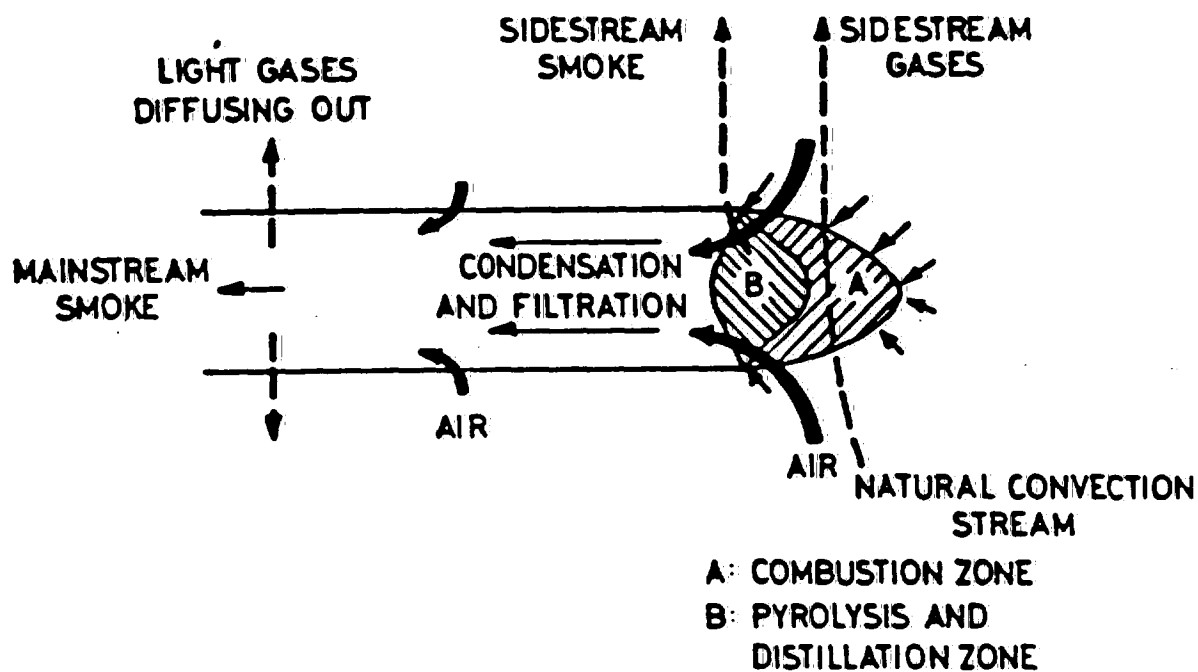 SIDESTREAM
SMOKE
SIDESTREAM
GASES
LIGHT GASES
DIFFUSING OUT
MAINSTREAM
SMOKE
CONDENSATION
AND FILTRATION
B
A
AIR
AIR
NATURAL CONVECTION
STREAM
A: COMBUSTION ZONE
B: PYROLYSIS AND
DISTILLATION ZONE